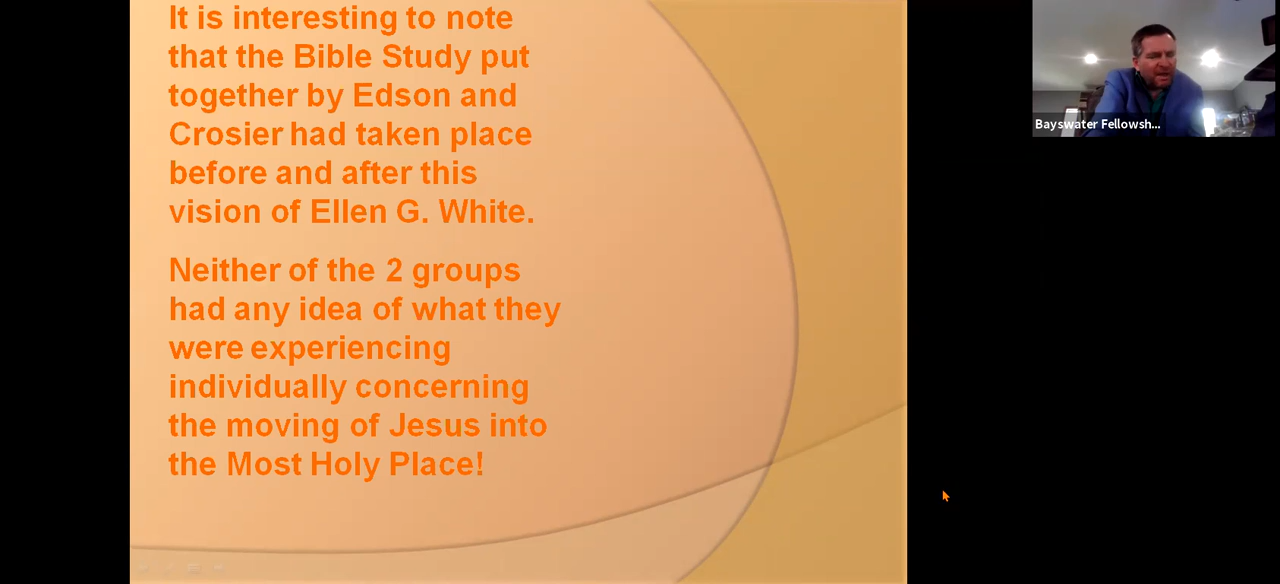 It is interesting to note
that the Bible Study put
together by Edson and
Crosier had taken place
before and after this
vision of Ellen G. White.
Neither of the 2 groups
had any idea of what they
were experiencing
individually concerning
the moving of Jesus into
the Most Holy Place!
Bayswater Fellowsh...